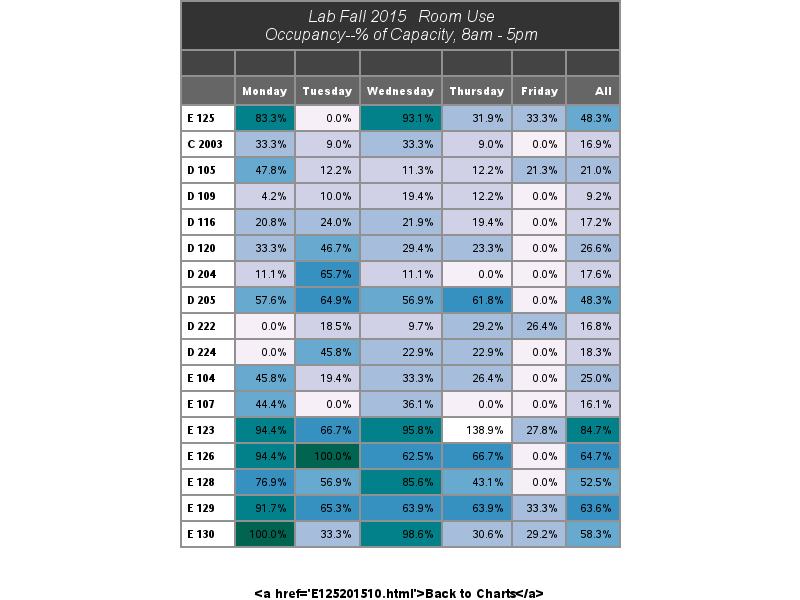 Lab Fall 2015 Room Use
Occupancy--% of Capacity, 8am - 5pm
Monday Tuesday Wednesday Thursday Friday All
E 125 83.3% 0.0% 93.1% 31.9% 33.3% 48.3%
C 2003 33.3% 9.0% 33.3% 9.0% 0.0% 16.9%
D 105 47.8% 12.2% 11.3% 12.2% 21.3% 21.0%
D 109 4.2% 10.0% 19.4% 12.2% 0.0% 9.2%
D 116 20.8% 24.0% 21.9% 19.4% 0.0% 17.2%
D 120 33.3% 46.7% 29.4% 23.3% 0.0% 26.6%
D 204 11.1% 65.7% 11.1% 0.0% 0.0% 17.6%
D 205 57.6% 64.9% 56.9% 61.8% 0.0% 48.3%
D 222 0.0% 18.5% 9.7% 29.2% 26.4% 16.8%
D 224 0.0% 45.8% 22.9% 22.9% 0.0% 18.3%
E 104 45.8% 19.4% 33.3% 26.4% 0.0% 25.0%
E 107 44.4% 0.0% 36.1% 0.0% 0.0% 16.1%
E 123 94.4% 66.7% 95.8% 138.9% 27.8% 84.7%
E 126 94.4% 100.0% 62.5% 66.7% 0.0% 64.7%
E 128 76.9% 56.9% 85.6% 43.1% 0.0% 52.5%
E 129 91.7% 65.3% 63.9% 63.9% 33.3% 63.6%
E 130 100.0% 33.3% 98.6% 30.6% 29.2% 58.3%
<a href='E125201510.html'>Back to Charts</a>